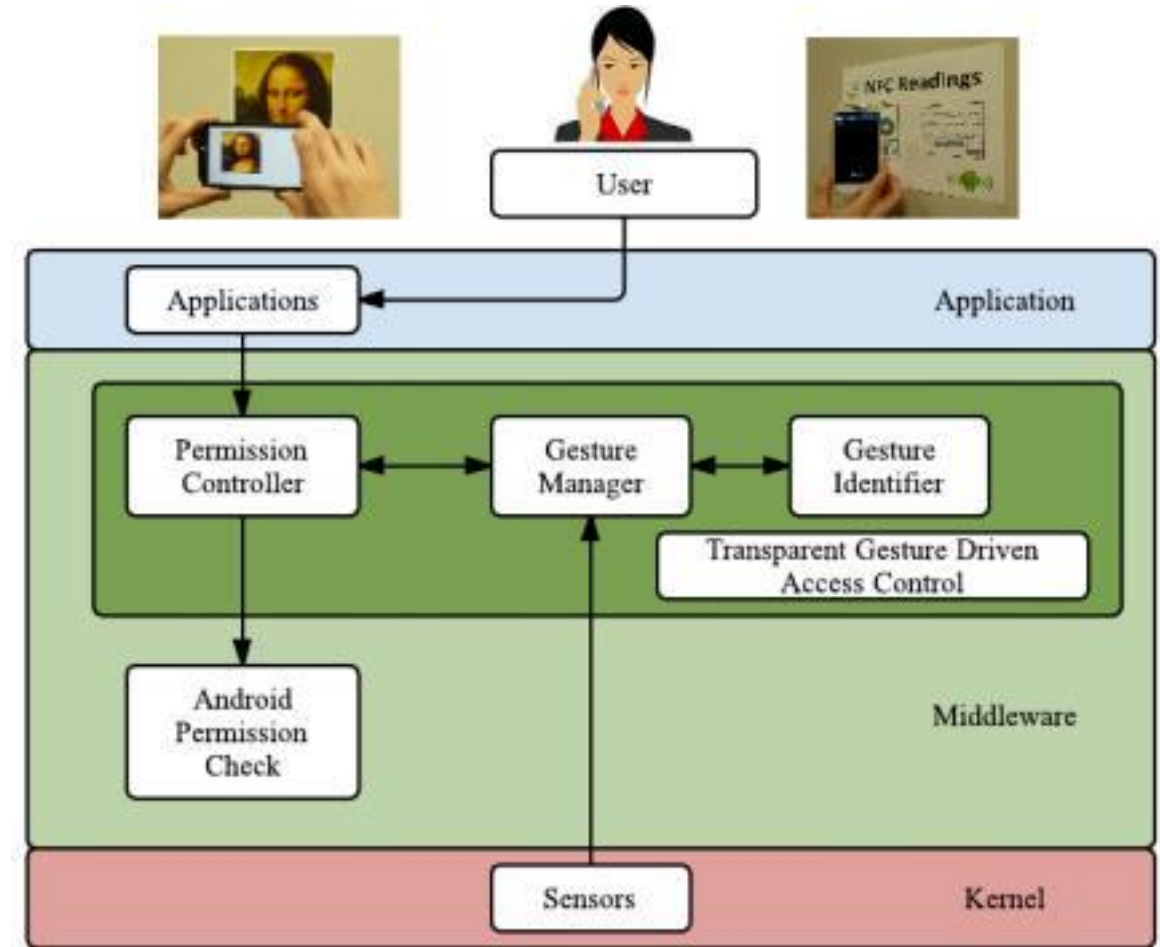 NFC Readings
User
Applications
Application
Permission
Controller
Gesture
Manager
Gesture
Identifier
Transparent Gesture Driven
Access Control
Android
Permission
Check
Middleware
Sensors
Kernel